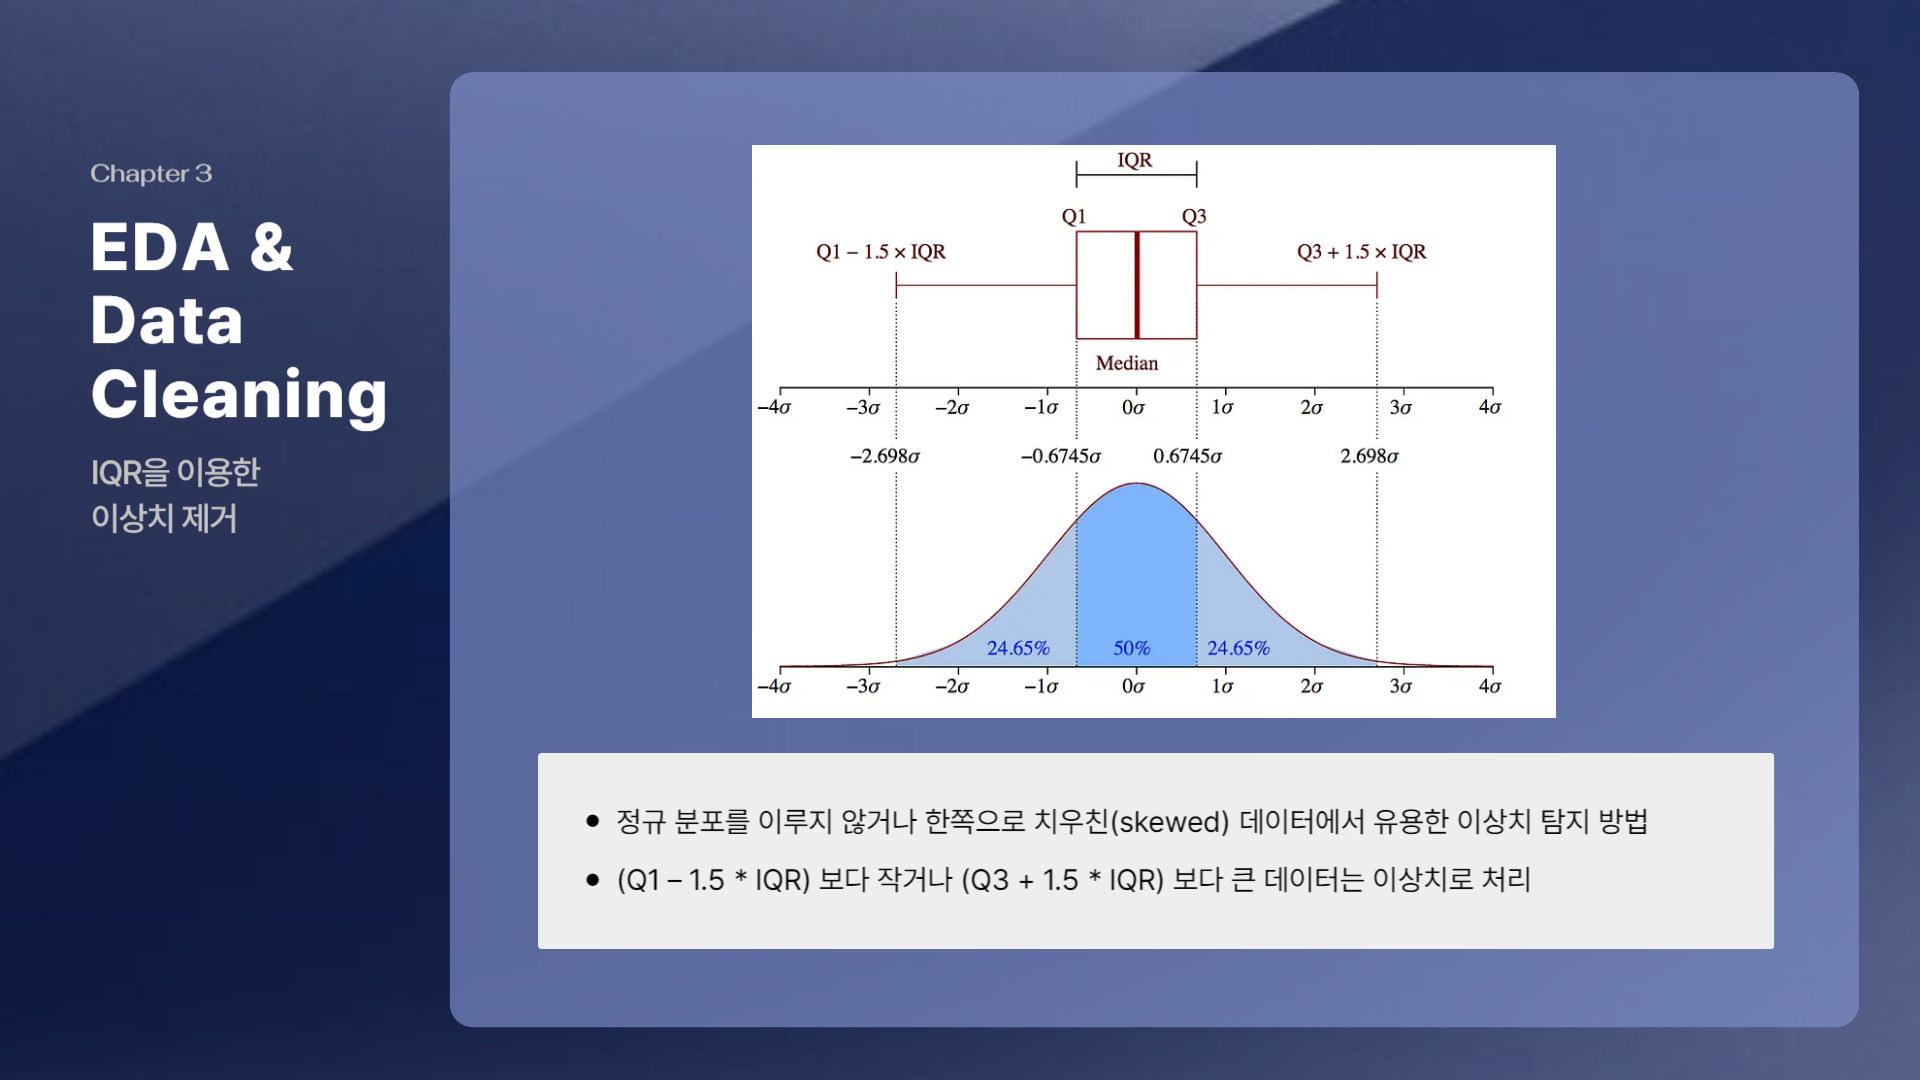 Chapter 3
EDA &
Data
Cleaning
IQR을 이용한
이상치 제거
IQR
Q1 Q3
Q1 − 1.5 × IQR Q3 + 1.5 × IQR
Median
−4σ −3σ −2σ −1σ 0σ 1σ 2σ 3σ 4σ
−2.698σ −0.6745σ 0.6745σ 2.698σ
24.65% 50% 24.65%
−4σ −3σ −2σ −1σ 0σ 1σ 2σ 3σ 4σ
• 정규 분포를 이루지 않거나 한쪽으로 치우친(skewed) 데이터에서 유용한 이상치 탐지 방법
• (Q1 – 1.5 * IQR) 보다 작거나 (Q3 + 1.5 * IQR) 보다 큰 데이터는 이상치로 처리